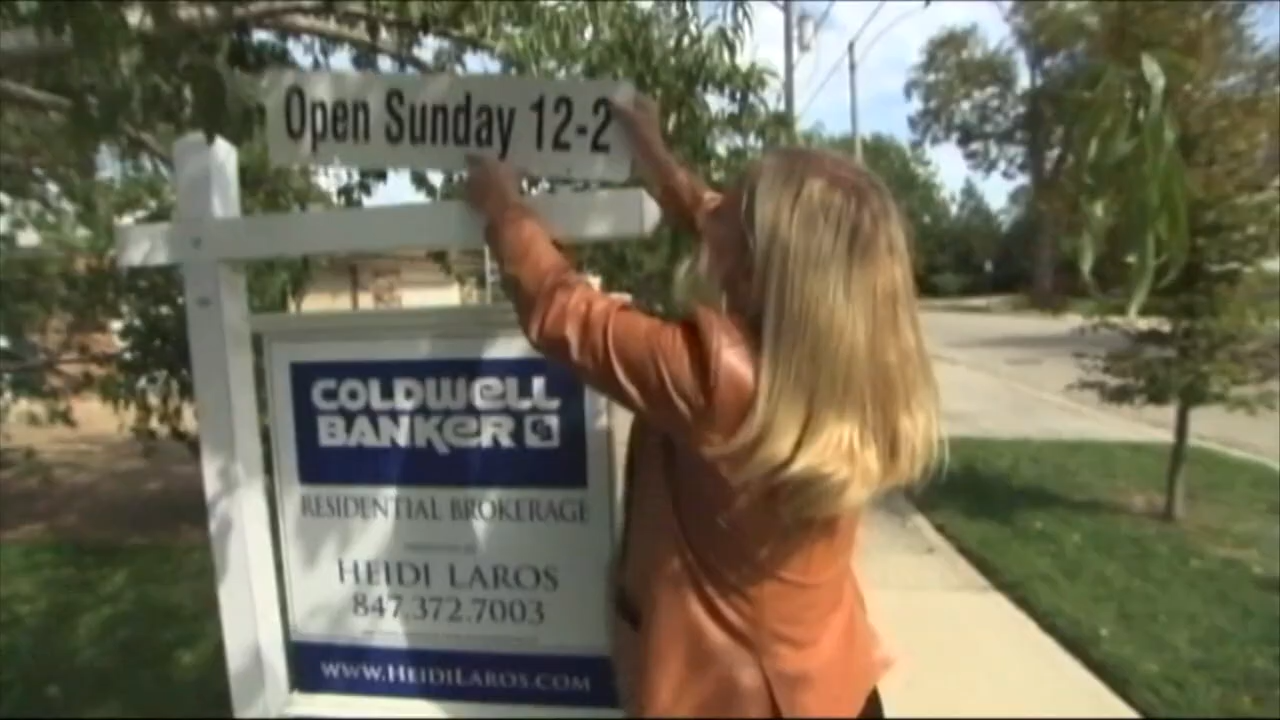 Open Sunday 12-2
COLDWELL
BANKER
RESIDENTIAL BROKERAGE
HEIDI LAROS
847.372.7003
WWW.HEIDILAROS.COM